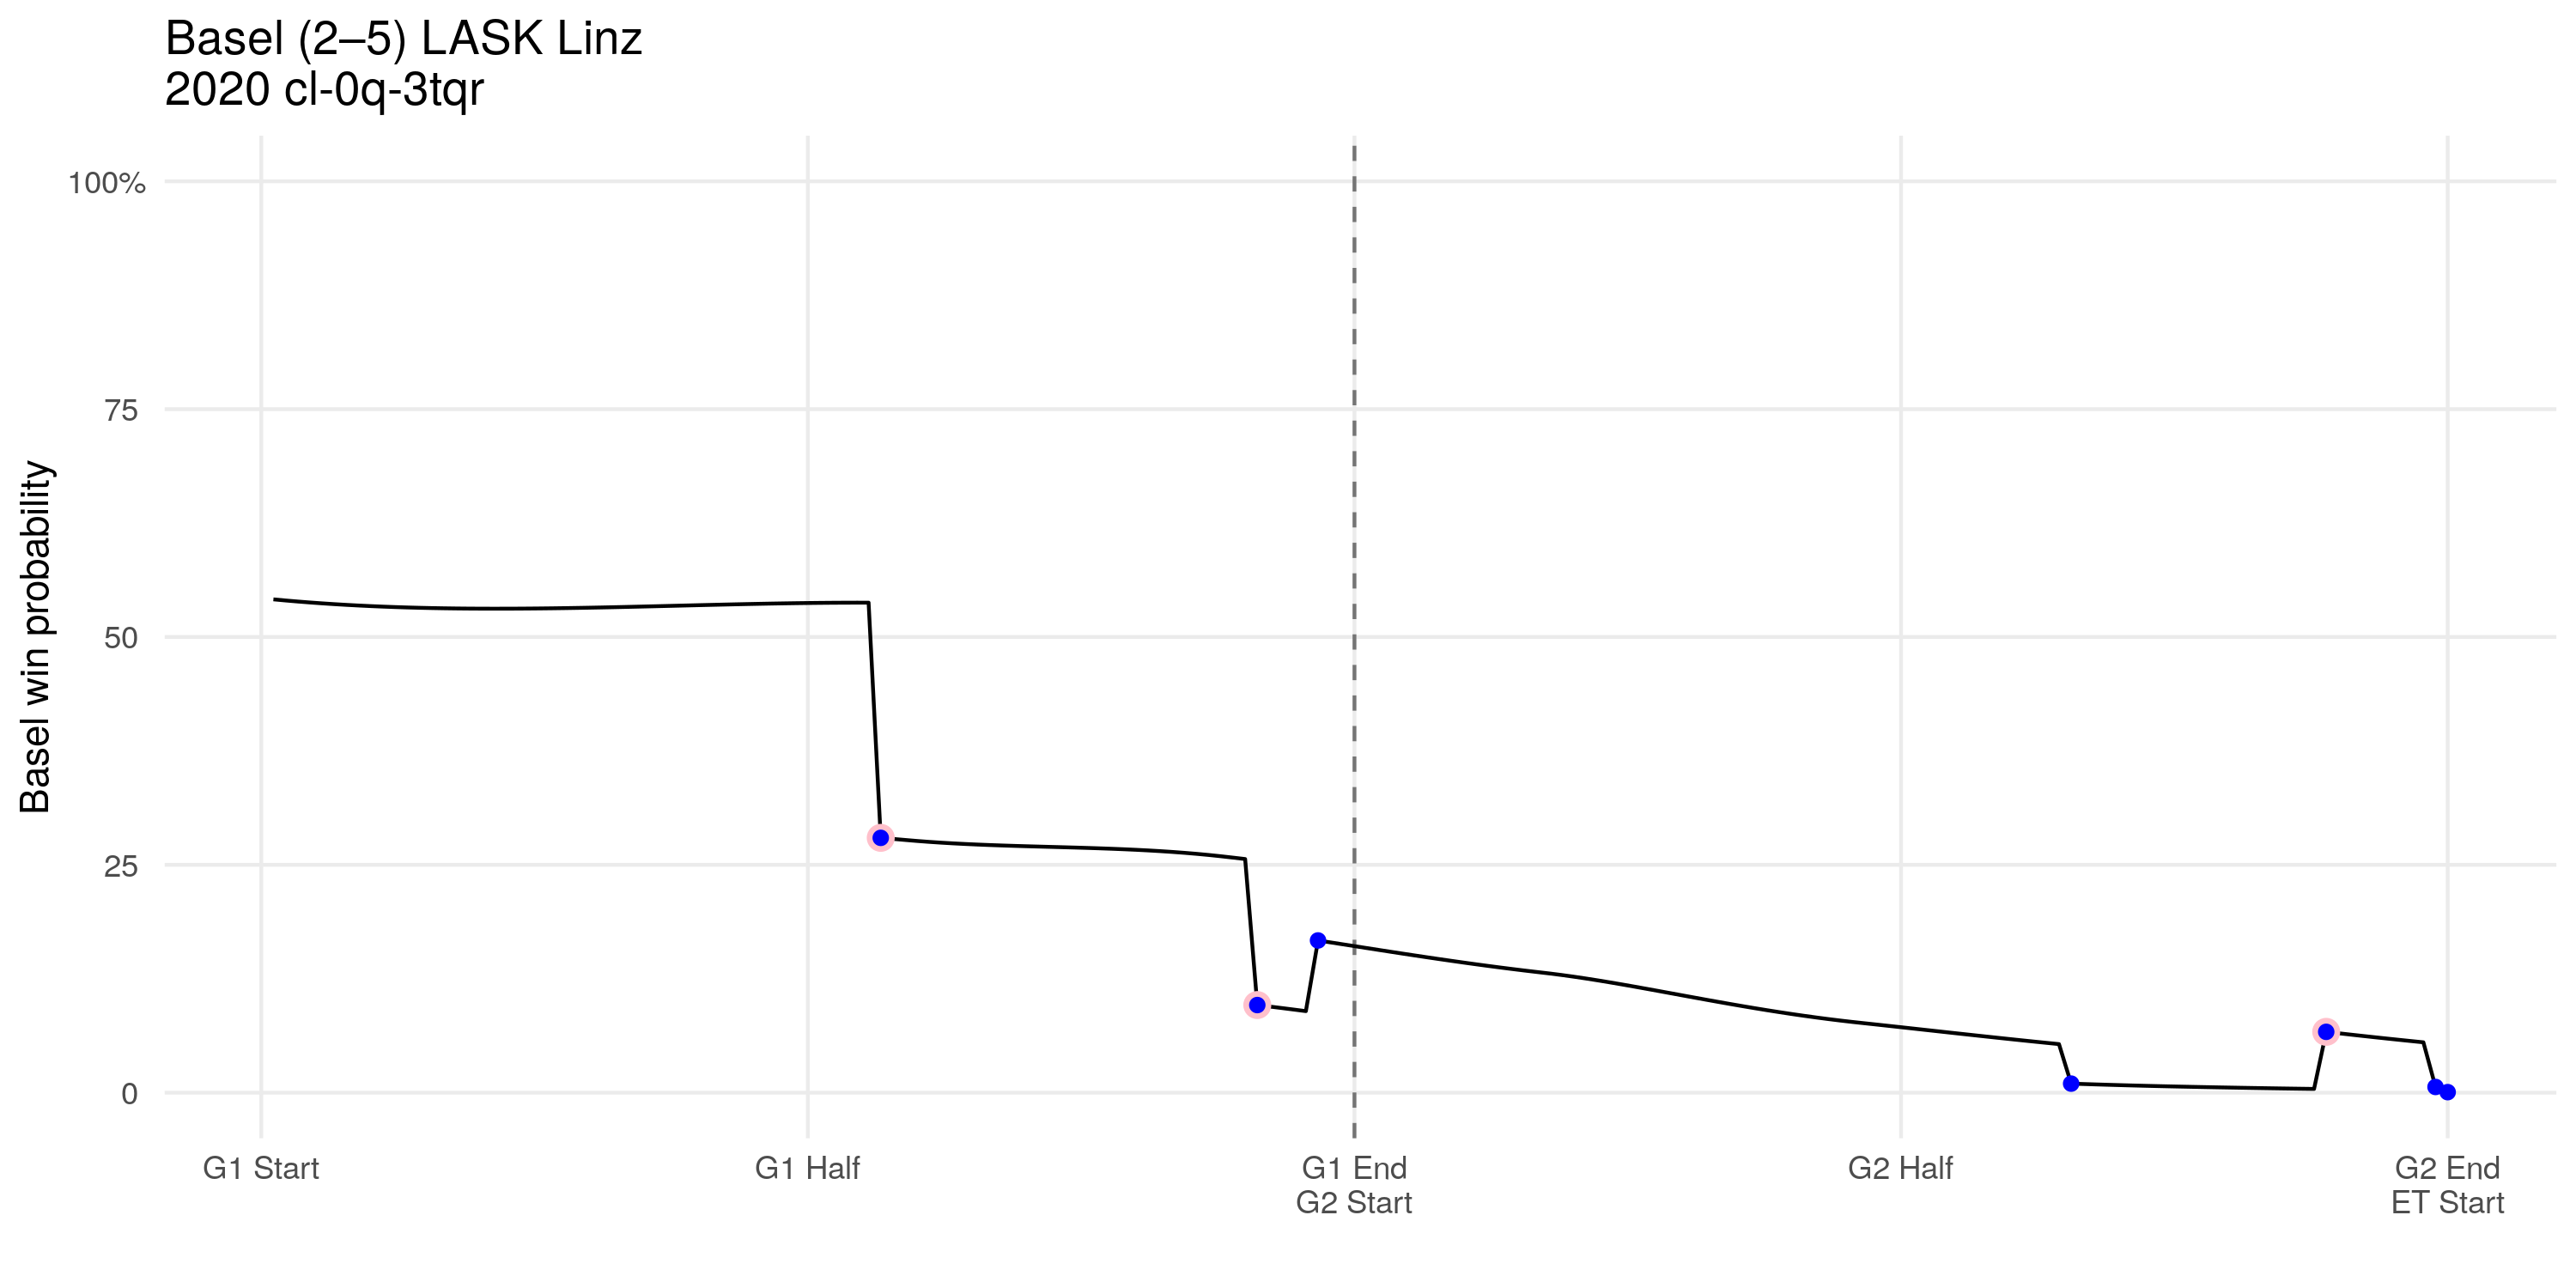 Basel (2–5) LASK Linz
2020 cl-0q-3tqr
Basel win probability
100%
75
50
25
0
G1 Start
G1 Half
G1 End
G2 Start
G2 Half
G2 End
ET Start